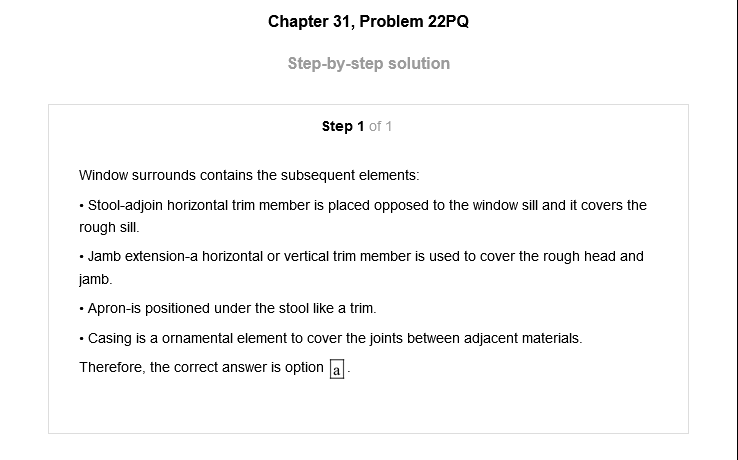 Chapter 31, Problem 22PQ
Step-by-step solution
Step 1 of 1
Window surrounds contains the subsequent elements:
• Stool-adjoin horizontal trim member is placed opposed to the window sill and it covers the
rough sill.
• Jamb extension-a horizontal or vertical trim member is used to cover the rough head and
jamb.
• Apron-is positioned under the stool like a trim.
• Casing is a ornamental element to cover the joints between adjacent materials.
Therefore, the correct answer is option a .